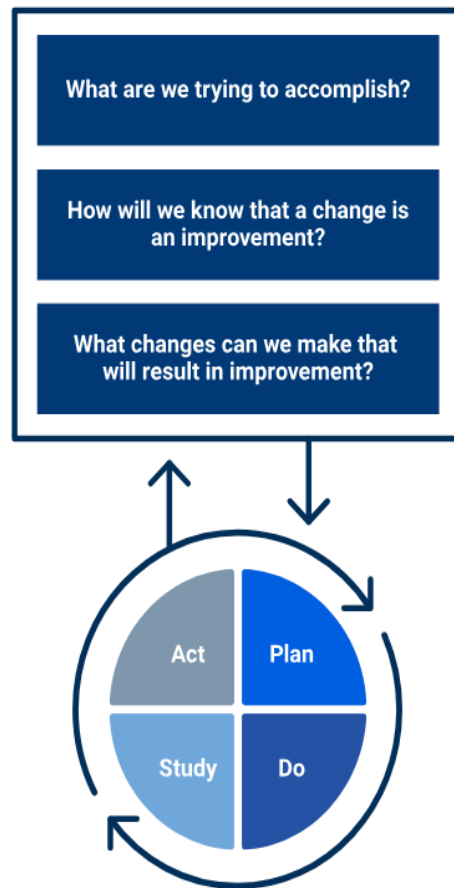 What are we trying to accomplish?
How will we know that a change is
an improvement?
What changes can we make that
will result in improvement?
Act
Plan
Study
Do